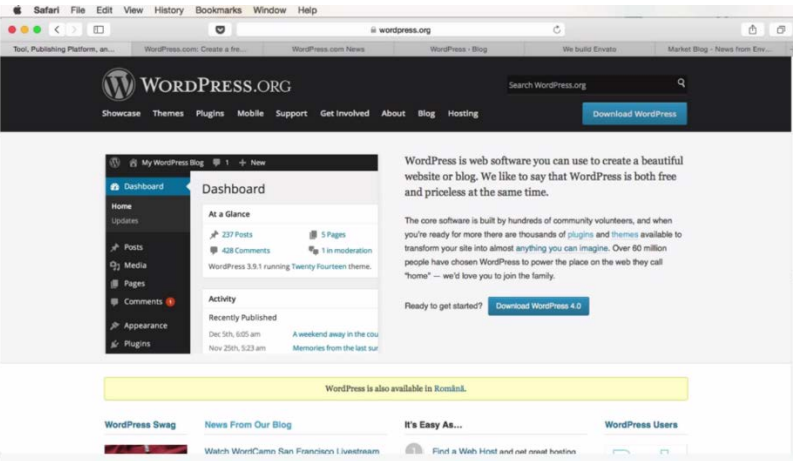 Safari File Edit View History Bookmarks Window Help
wordpress.org
Tool, Publishing Platform, an... WordPress.com: Create a fre... WordPress.com News WordPress › Blog We build Envato Market Blog - News from Env...
WORDPRESS.ORG
Search WordPress.org
Showcase Themes Plugins Mobile Support Get Involved About Blog Hosting
Download WordPress
My WordPress Blog 1 + New
Dashboard
Home
Updates
Posts
Media
Pages
Comments
Appearance
Plugins
Dashboard
At a Glance
237 Posts 5 Pages
428 Comments 1 in moderation
WordPress 3.9.1 running Twenty Fourteen theme.
Activity
Recently Published
Dec 5th, 6:05 am A weekend away in the cou
Nov 25th, 5:23 am Memories from the last sur
WordPress is web software you can use to create a beautiful
website or blog. We like to say that WordPress is both free
and priceless at the same time.
The core software is built by hundreds of community volunteers, and when
you're ready for more there are thousands of plugins and themes available to
transform your site into almost anything you can imagine. Over 60 million
people have chosen WordPress to power the place on the web they call
"home" — we'd love you to join the family.
Ready to get started? Download WordPress 4.0
WordPress is also available in Română.
WordPress Swag
News From Our Blog
Watch WordCamp San Francisco Livestream
It's Easy As...
1 Find a Web Host and get great hosting
WordPress Users